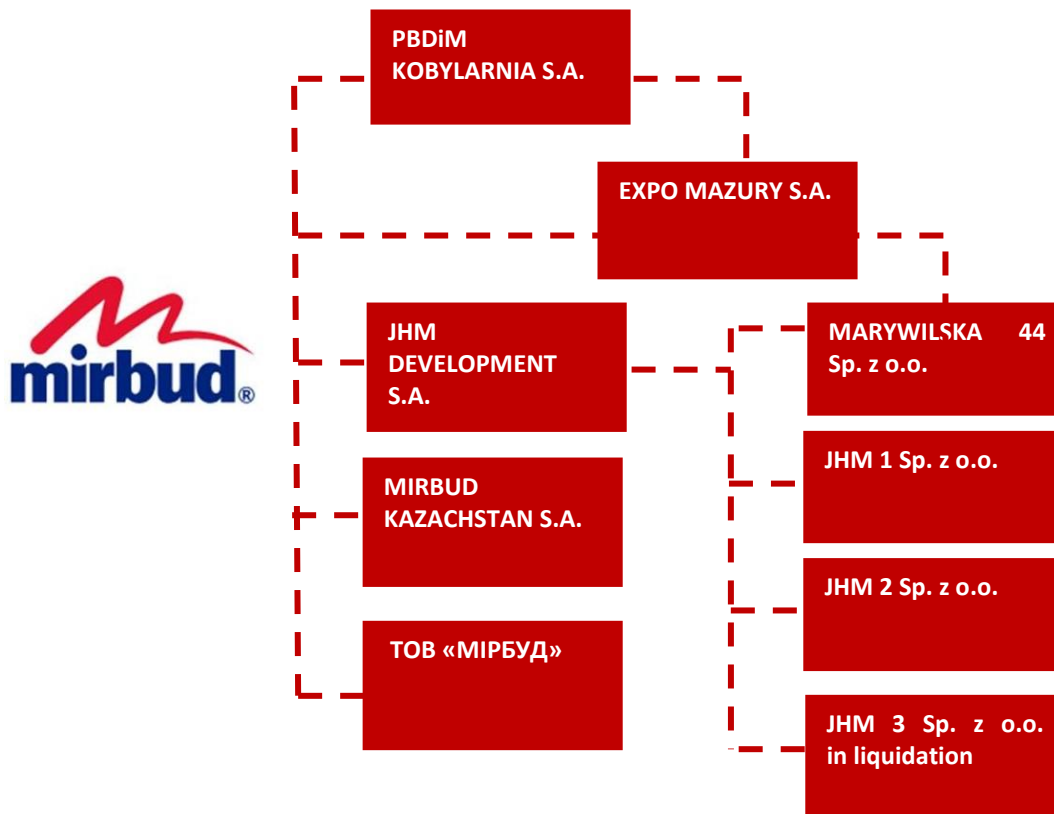 PBDiM
KOBYLARNIA S.A.
EXPO MAZURY S.A.
mirbud®
JHM
DEVELOPMENT
S.A.
MARYWILSKA 44
Sp. z o.o.
JHM 1 Sp. z o.o.
MIRBUD
KAZACHSTAN S.A.
JHM 2 Sp. z o.o.
ТОВ «МІРБУД»
JHM 3 Sp. z o.o.
in liquidation